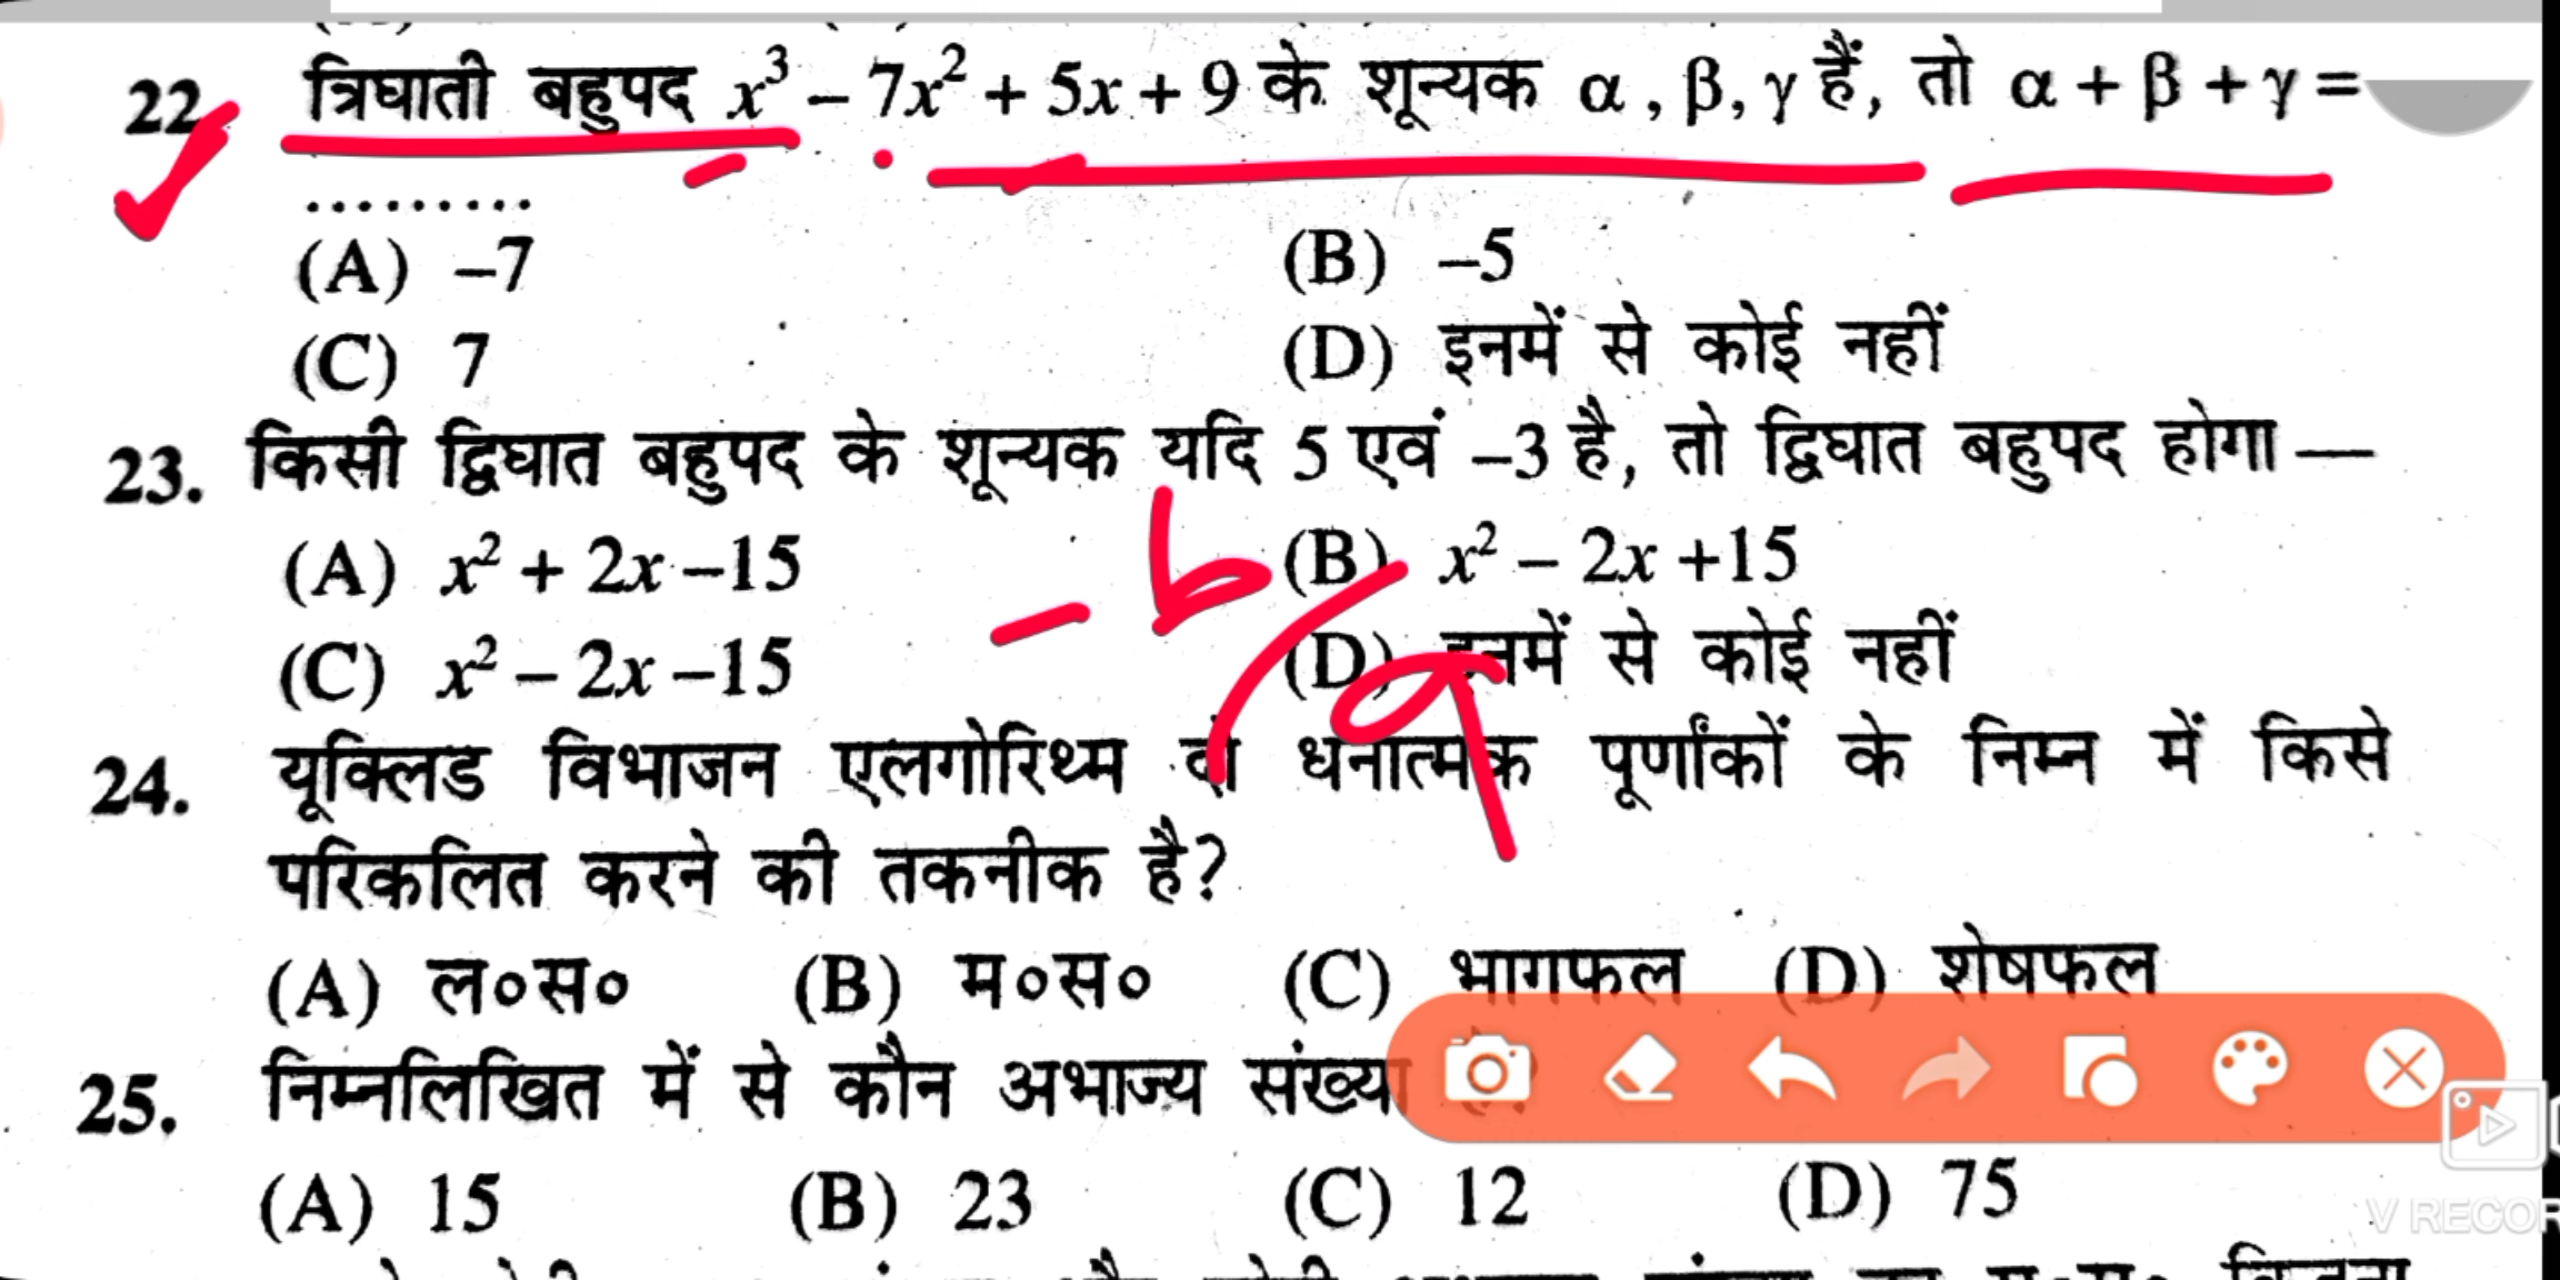 22. त्रिघाती बहुपद x³ – 7x² + 5x + 9 के शून्यक α, β, γ हैं, तो α + β + γ =
.........
(A) –7 (B) –5
(C) 7 (D) इनमें से कोई नहीं
23. किसी द्विघात बहुपद के शून्यक यदि 5 एवं –3 है, तो द्विघात बहुपद होगा —
(A) x² + 2x –15 (B) x² – 2x +15
– b/a
(C) x² – 2x –15 (D) इनमें से कोई नहीं
24. यूक्लिड विभाजन एलगोरिथ्म दो धनात्मक पूर्णांकों के निम्न में किसे
परिकलित करने की तकनीक है?
(A) ल०स० (B) म०स० (C) भागफल (D) शेषफल
25. निम्नलिखित में से कौन अभाज्य संख्या
(A) 15 (B) 23 (C) 12 (D) 75
V RECOR